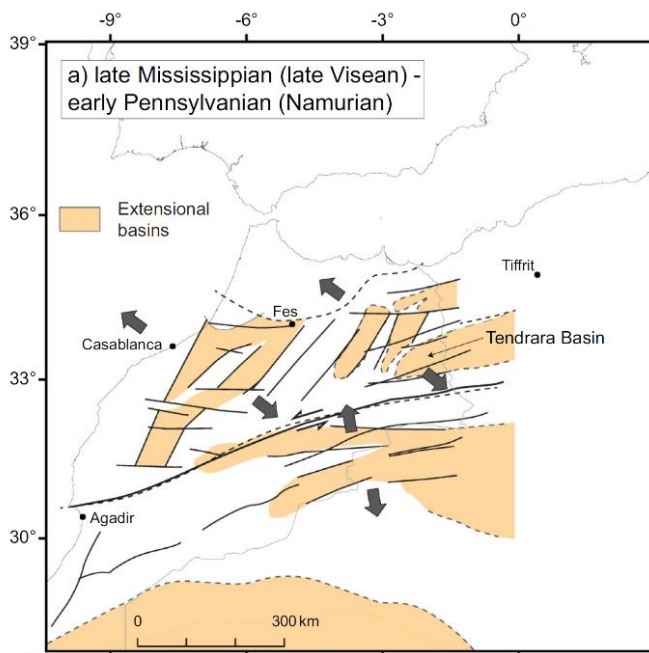 -9° -6° -3° 0°
39°
a) late Mississippian (late Visean) -
early Pennsylvanian (Namurian)
36°
Extensional
basins
Tiffrit
Fes
Casablanca
Tendrara Basin
33°
Agadir
30°
0 300 km